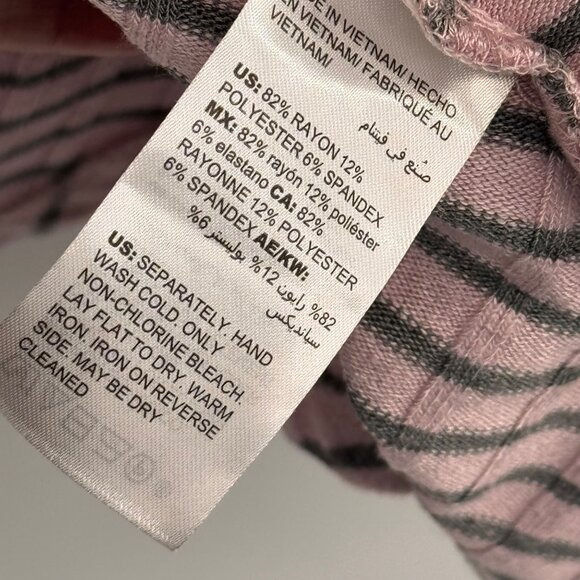 MADE IN VIETNAM/ HECHO
EN VIETNAM/ FABRIQUÉ AU
VIETNAM/
صُنع في فيتنام
US: 82% RAYON 12%
POLYESTER 6% SPANDEX
MX: 82% rayón 12% poliéster
6% elastano CA: 82%
RAYONNE 12% POLYESTER
6% SPANDEX AE/KW:
82% رايون 12% بوليستر 6%
سباندكس
US: SEPARATELY. HAND
WASH COLD. ONLY
NON-CHLORINE BLEACH.
LAY FLAT TO DRY. WARM
IRON. IRON ON REVERSE
SIDE. MAY BE DRY
CLEANED